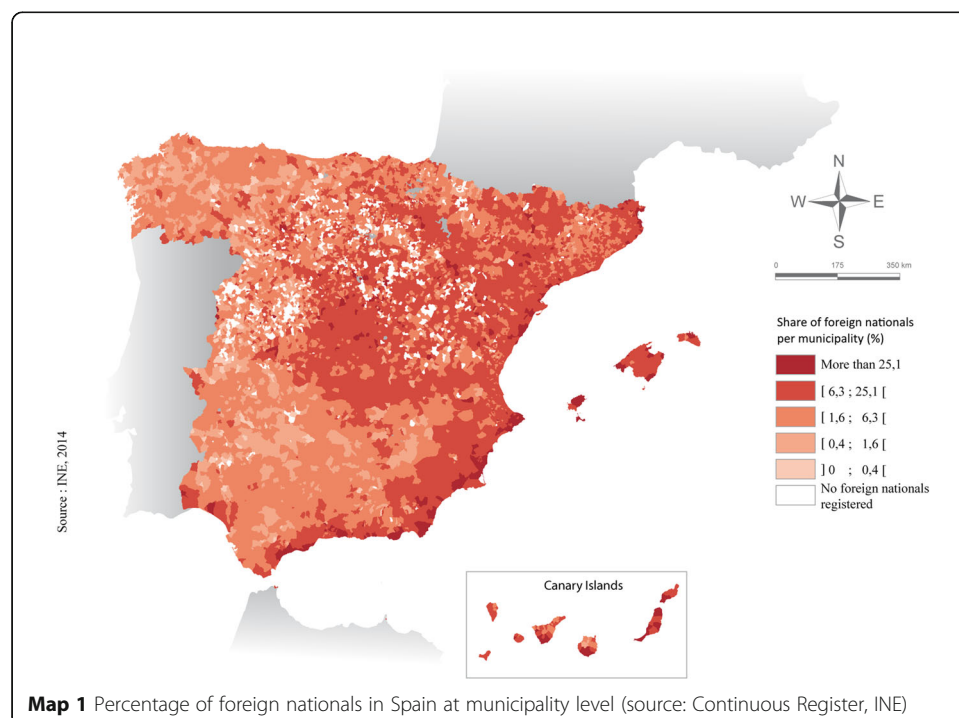 N
W E
S
0 175 350 km
Share of foreign nationals
per municipality (%)
More than 25,1
[ 6,3 ; 25,1 [
[ 1,6 ; 6,3 [
[ 0,4 ; 1,6 [
] 0 ; 0,4 [
No foreign nationals
registered
Source : INE, 2014
Canary Islands
Map 1 Percentage of foreign nationals in Spain at municipality level (source: Continuous Register, INE)